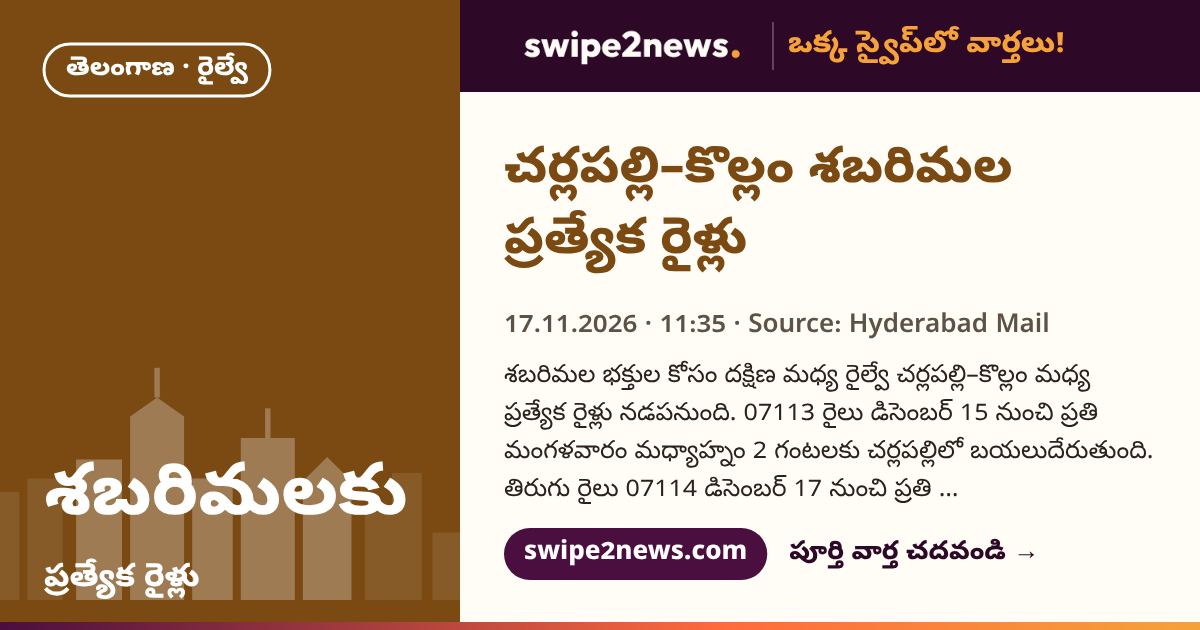 తెలంగాణ · రైల్వే
శబరిమలకు
ప్రత్యేక రైళ్లు
swipe2news.
ఒక్క స్వైప్‌లో వార్తలు!
చర్లపల్లి–కొల్లం శబరిమల
ప్రత్యేక రైళ్లు
17.11.2026 · 11:35 · Source: Hyderabad Mail
శబరిమల భక్తుల కోసం దక్షిణ మధ్య రైల్వే చర్లపల్లి–కొల్లం మధ్య
ప్రత్యేక రైళ్లు నడపనుంది. 07113 రైలు డిసెంబర్ 15 నుంచి ప్రతి
మంగళవారం మధ్యాహ్నం 2 గంటలకు చర్లపల్లిలో బయలుదేరుతుంది.
తిరుగు రైలు 07114 డిసెంబర్ 17 నుంచి ప్రతి ...
swipe2news.com
పూర్తి వార్త చదవండి →